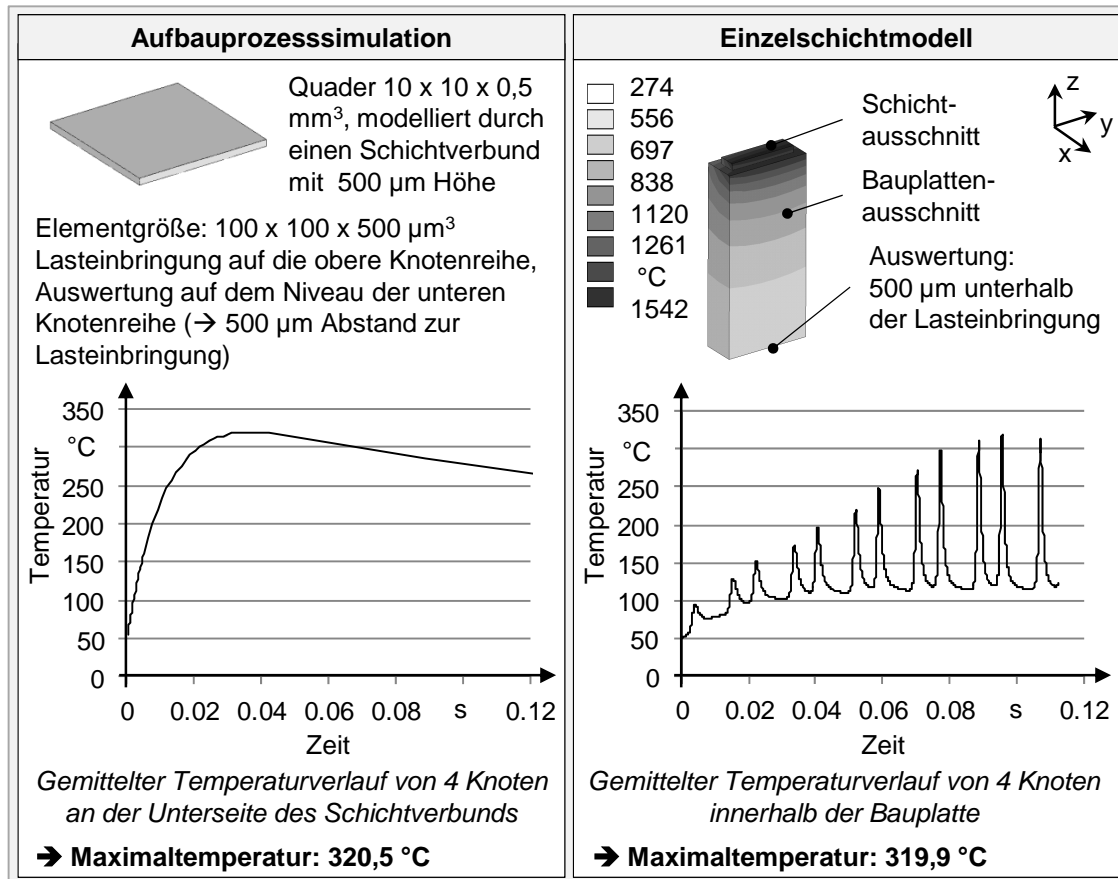 Aufbauprozesssimulation
Quader 10 x 10 x 0,5
mm³, modelliert durch
einen Schichtverbund
mit 500 µm Höhe
Elementgröße: 100 x 100 x 500 µm³
Lasteinbringung auf die obere Knotenreihe,
Auswertung auf dem Niveau der unteren
Knotenreihe (→ 500 µm Abstand zur
Lasteinbringung)
350
°C
250
200
150
100
50
0
Temperatur
0 0.02 0.04 0.06 0.08 s 0.12
Zeit
Gemittelter Temperaturverlauf von 4 Knoten
an der Unterseite des Schichtverbunds
➔ Maximaltemperatur: 320,5 °C
Einzelschichtmodell
274
556
697
838
1120
1261
°C
1542
Schicht-
ausschnitt
Bauplatten-
ausschnitt
Auswertung:
500 µm unterhalb
der Lasteinbringung
z
y
x
350
°C
250
200
150
100
50
0
Temperatur
0 0.02 0.04 0.06 0.08 s 0.12
Zeit
Gemittelter Temperaturverlauf von 4 Knoten
innerhalb der Bauplatte
➔ Maximaltemperatur: 319,9 °C